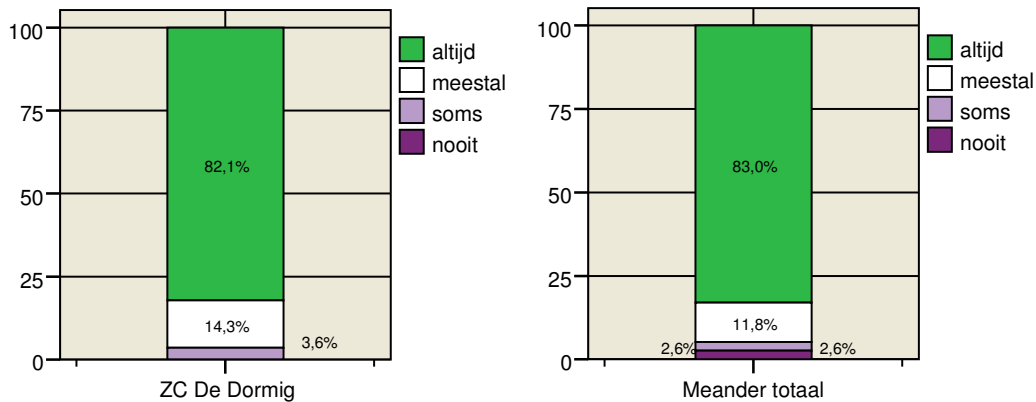 100
75
50
25
0
82,1%
14,3%
3,6%
ZC De Dormig
altijd
meestal
soms
nooit
100
75
50
25
0
83,0%
11,8%
2,6%
2,6%
Meander totaal
altijd
meestal
soms
nooit